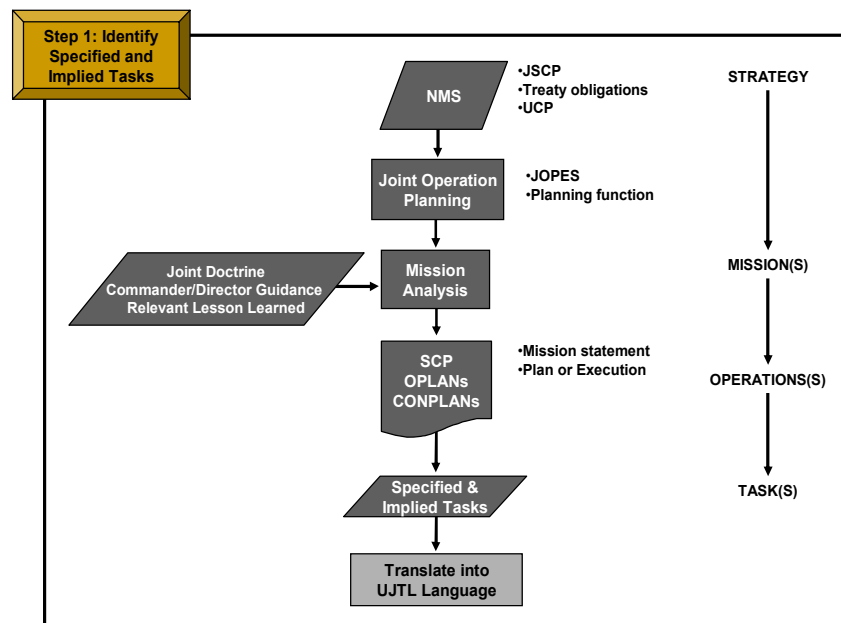 Step 1: Identify
Specified and
Implied Tasks
NMS
•JSCP
•Treaty obligations
•UCP
STRATEGY
Joint Operation
Planning
•JOPES
•Planning function
Joint Doctrine
Commander/Director Guidance
Relevant Lesson Learned
Mission
Analysis
MISSION(S)
SCP
OPLANs
CONPLANs
•Mission statement
•Plan or Execution
OPERATIONS(S)
Specified &
Implied Tasks
TASK(S)
Translate into
UJTL Language